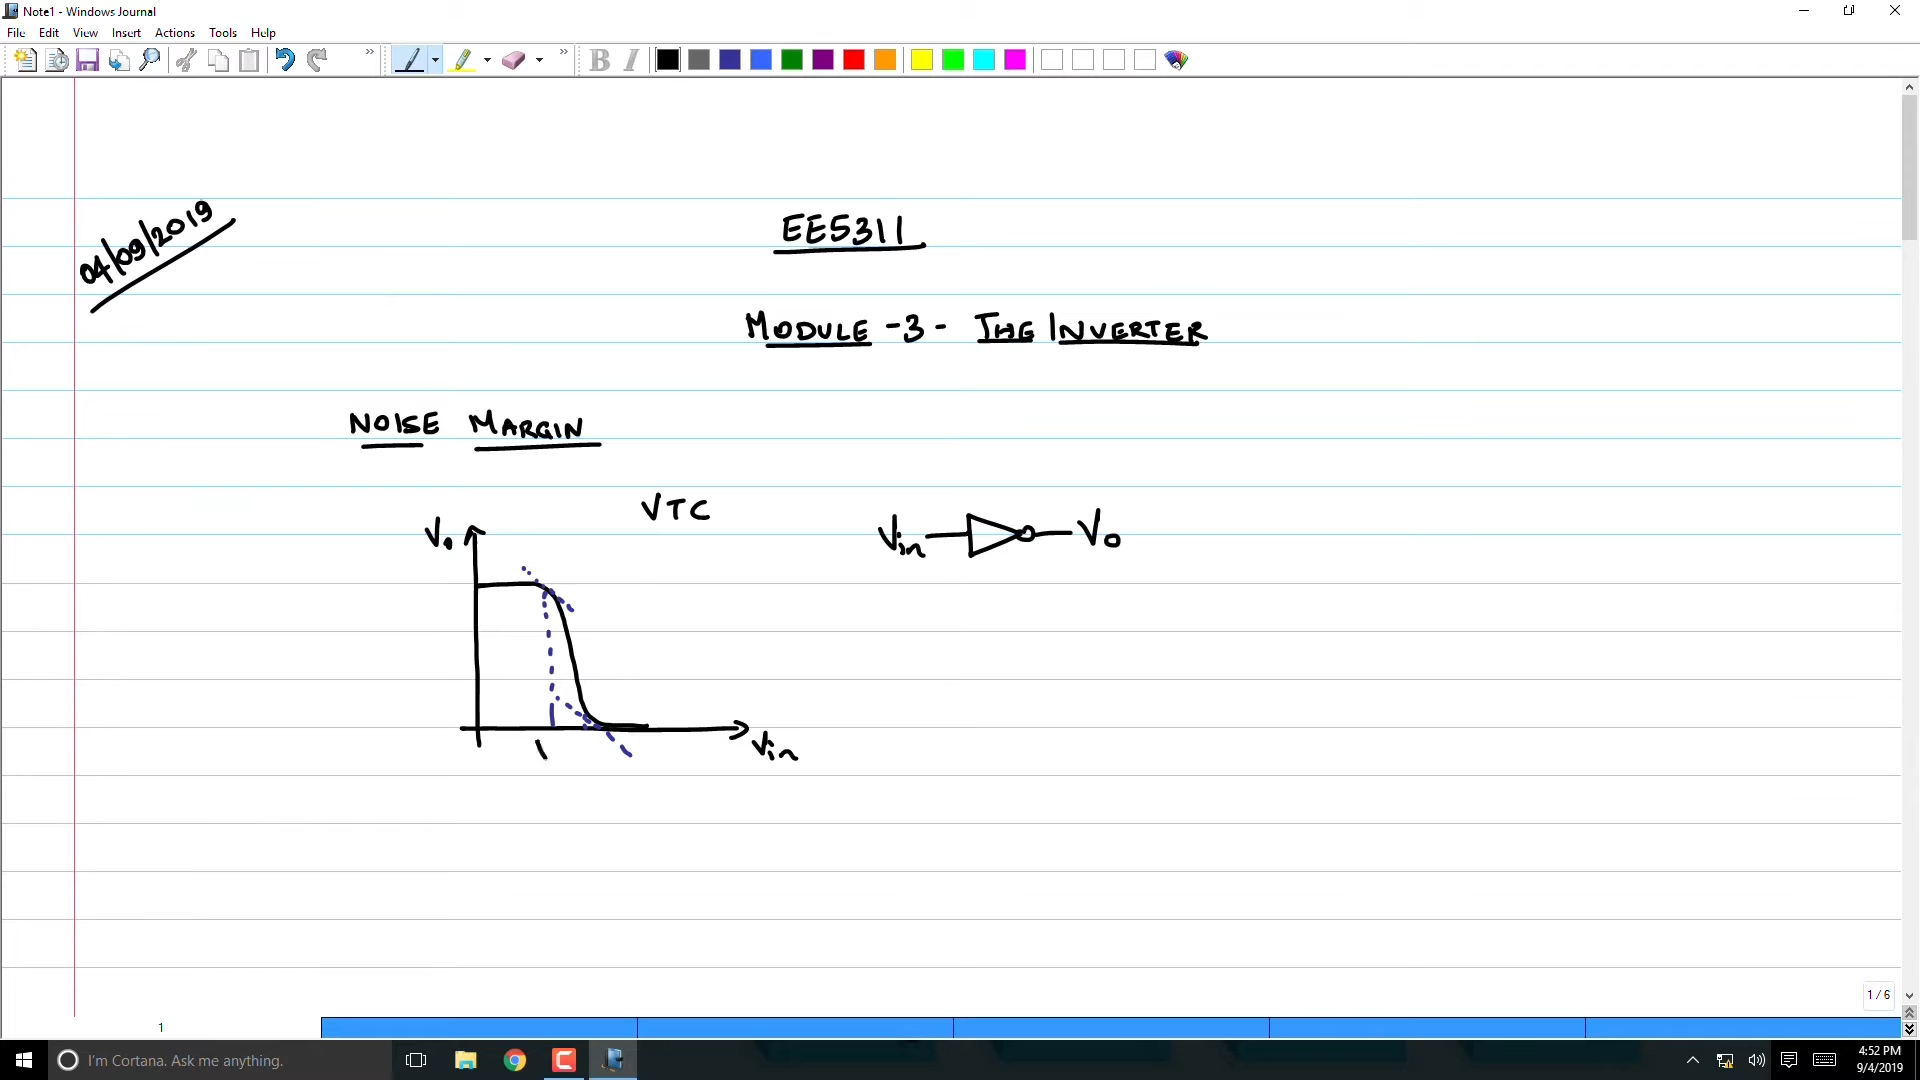 Note1 - Windows Journal
File Edit View Insert Actions Tools Help
04/09/2019
EE5311
MODULE -3- THE INVERTER
NOISE MARGIN
VTC
Vo
Vin
Vo
Vin
1 / 6
1
I'm Cortana. Ask me anything.
4:52 PM
9/4/2019